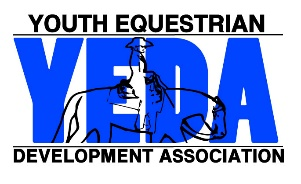 YOUTH EQUESTRIAN
YEDA
DEVELOPMENT ASSOCIATION